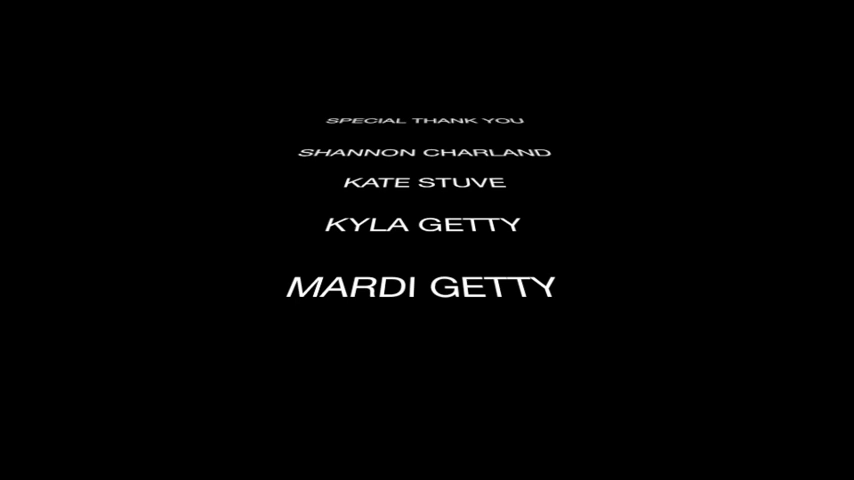 SPECIAL THANK YOU
SHANNON CHARLAND
KATE STUVE
KYLA GETTY
MARDI GETTY